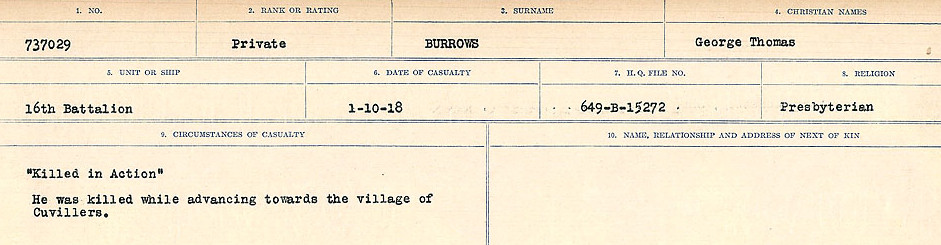 1. NO.
2. RANK OR RATING
3. SURNAME
4. CHRISTIAN NAMES
737029
Private
BURROWS
George Thomas
5. UNIT OR SHIP
6. DATE OF CASUALTY
7. H. Q. FILE NO.
8. RELIGION
16th Battalion
1-10-18
649-B-15272
Presbyterian
9. CIRCUMSTANCES OF CASUALTY
10. NAME, RELATIONSHIP AND ADDRESS OF NEXT OF KIN
"Killed in Action"
He was killed while advancing towards the village of
Cuvillers.